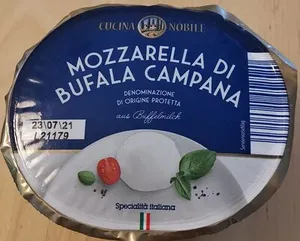 CUCINA NOBILE
MOZZARELLA DI
BUFALA CAMPANA
DENOMINAZIONE
DI ORIGINE PROTETTA
aus Büffelmilch
23\07\21
L21179
Specialità italiana